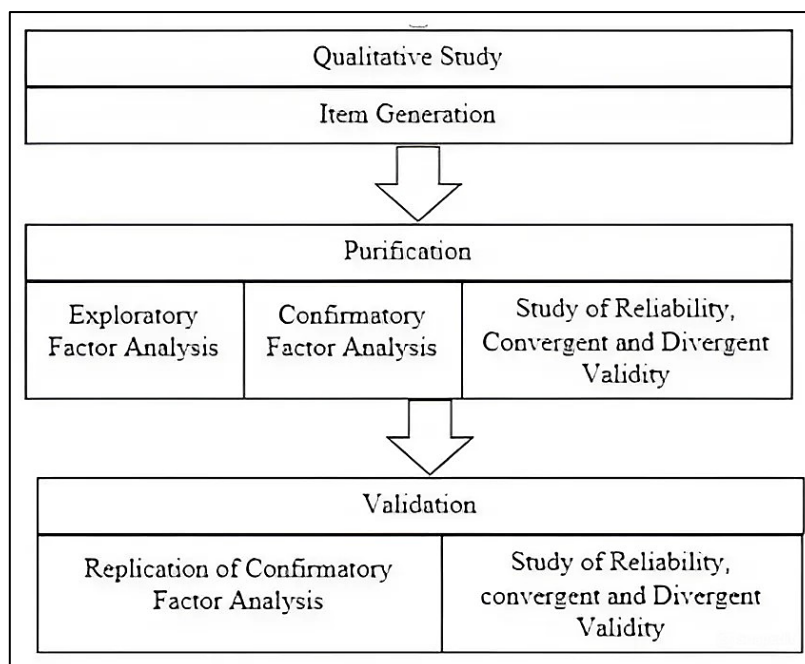 Qualitative Study
Item Generation
Purification
Exploratory
Factor Analysis
Confirmatory
Factor Analysis
Study of Reliability,
Convergent and Divergent
Validity
Validation
Replication of Confirmatory
Factor Analysis
Study of Reliability,
convergent and Divergent
Validity